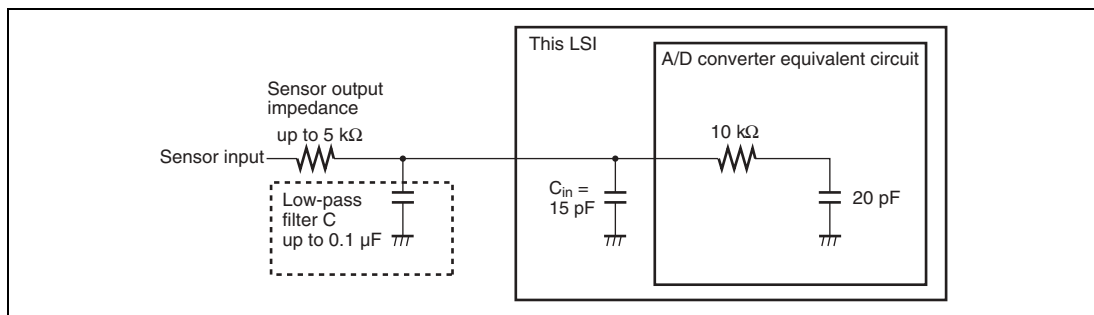 This LSI
A/D converter equivalent circuit
Sensor output
impedance
up to 5 kΩ
10 kΩ
Sensor input
Low-pass
filter C
up to 0.1 µF
Cin =
15 pF
20 pF